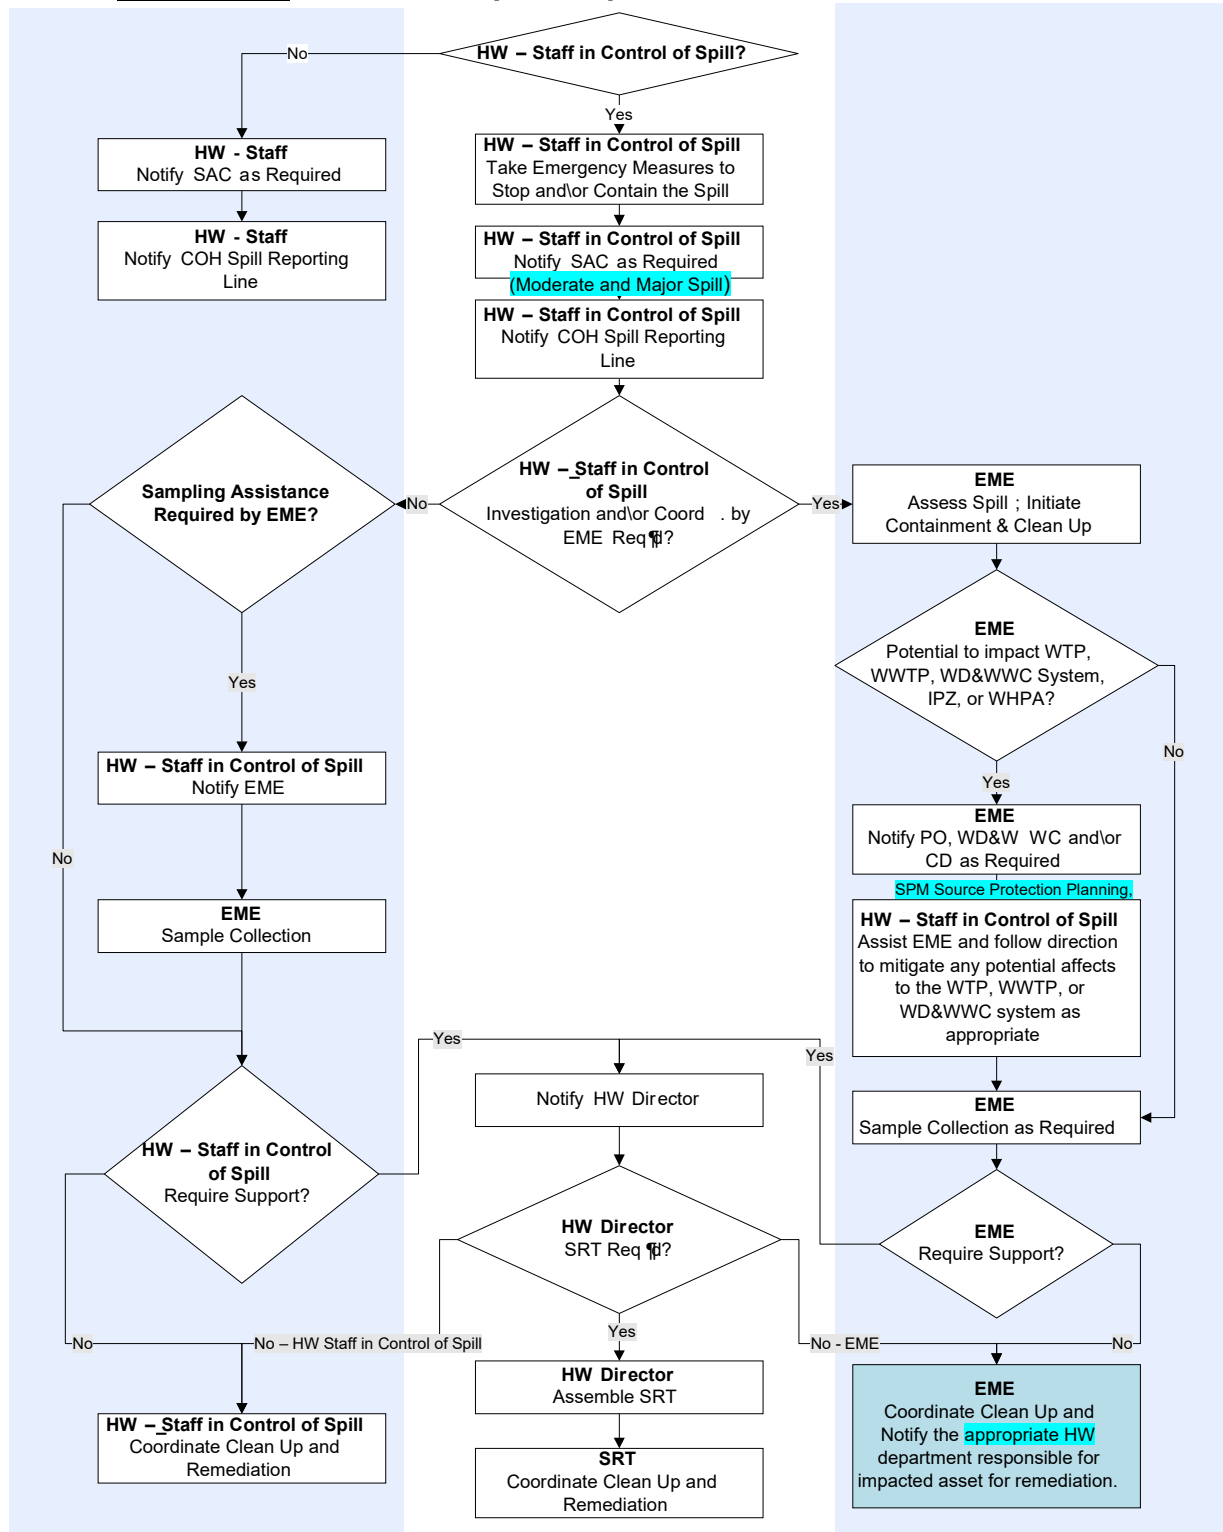 HW – Staff in Control of Spill?
No
Yes
HW - Staff
Notify SAC as Required
HW – Staff in Control of Spill
Take Emergency Measures to
Stop and\or Contain the Spill
HW - Staff
Notify COH Spill Reporting
Line
HW – Staff in Control of Spill
Notify SAC as Required
(Moderate and Major Spill)
HW – Staff in Control of Spill
Notify COH Spill Reporting
Line
Sampling Assistance
Required by EME?
No
HW – Staff in Control
of Spill
Investigation and\or Coord . by
EME Req¶d?
Yes
EME
Assess Spill ; Initiate
Containment & Clean Up
EME
Potential to impact WTP,
WWTP, WD&WWC System,
IPZ, or WHPA?
Yes
No
Yes
HW – Staff in Control of Spill
Notify EME
EME
Notify PO, WD&W WC and\or
CD as Required
No
SPM Source Protection Planning,
EME
Sample Collection
HW – Staff in Control of Spill
Assist EME and follow direction
to mitigate any potential affects
to the WTP, WWTP, or
WD&WWC system as
appropriate
Yes
Yes
Notify HW Director
EME
Sample Collection as Required
HW – Staff in Control
of Spill
Require Support?
HW Director
SRT Req ¶d?
EME
Require Support?
No
No – HW Staff in Control of Spill
Yes
No - EME
No
HW Director
Assemble SRT
EME
Coordinate Clean Up and
Notify the appropriate HW
department responsible for
impacted asset for remediation.
HW – Staff in Control of Spill
Coordinate Clean Up and
Remediation
SRT
Coordinate Clean Up and
Remediation